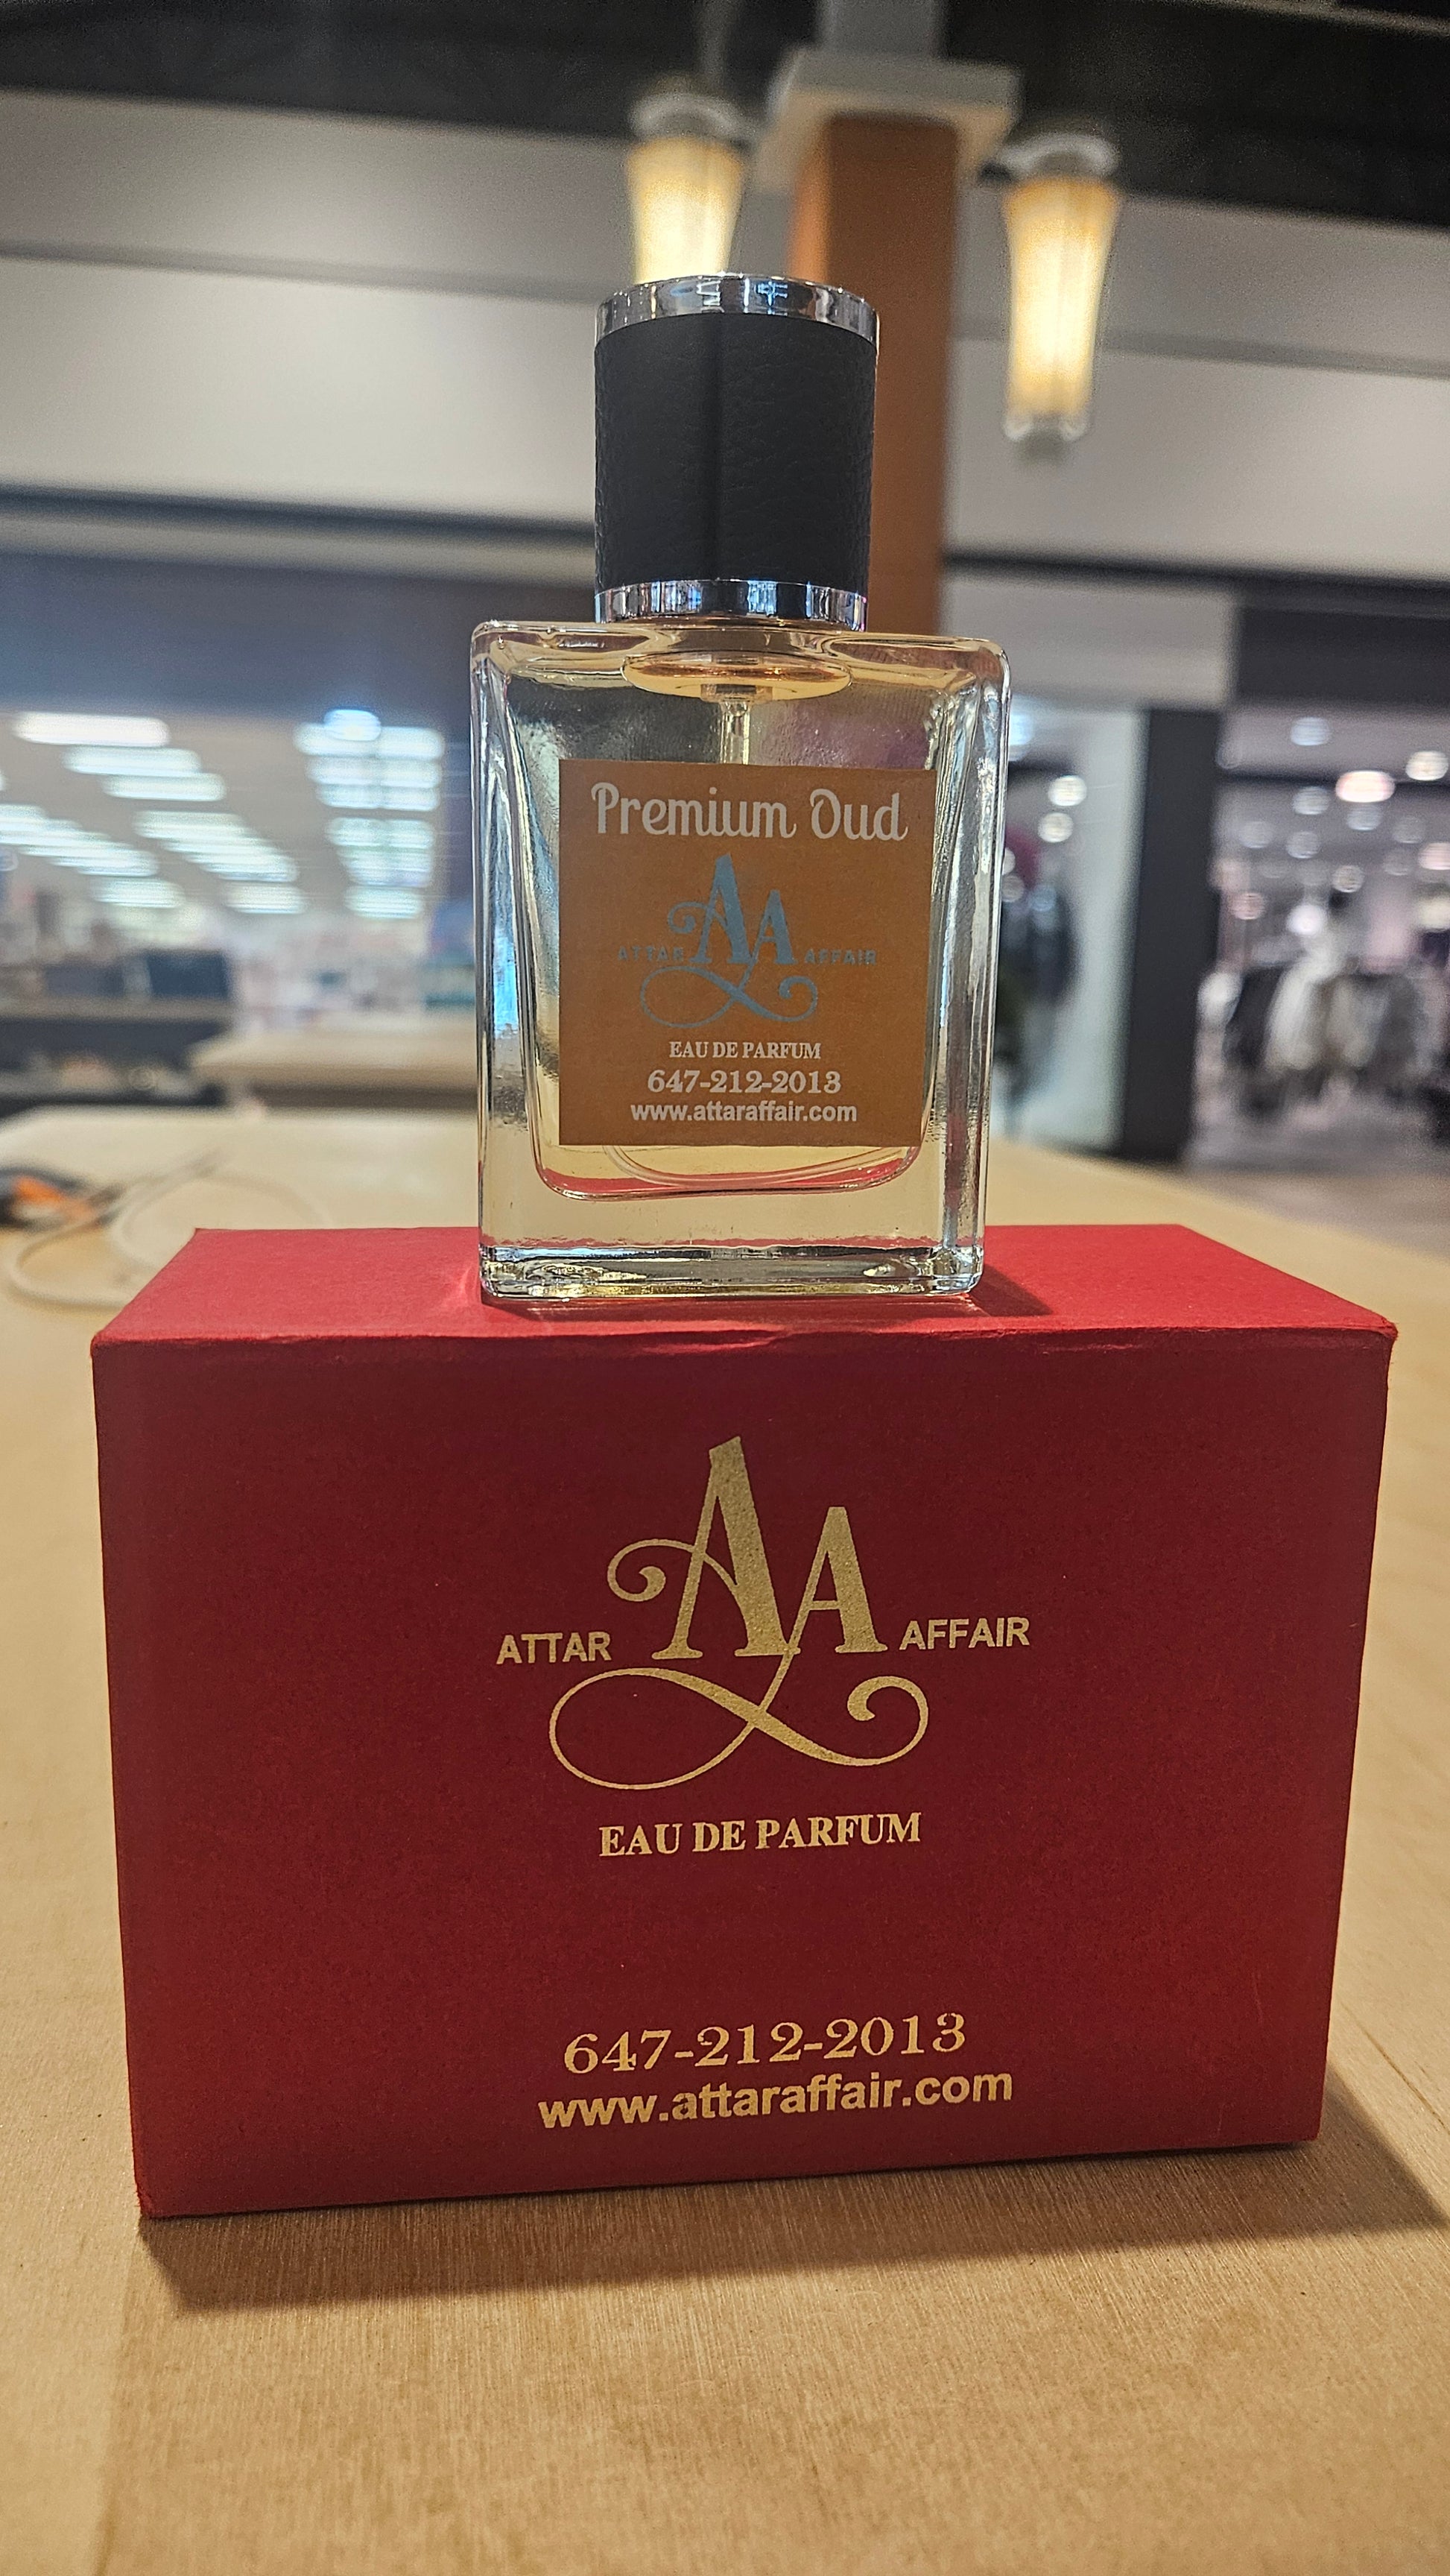 Premium Oud
AA
ATTAR AFFAIR
EAU DE PARFUM
647-212-2013
www.attaraffair.com
AA
ATTAR AFFAIR
EAU DE PARFUM
647-212-2013
www.attaraffair.com